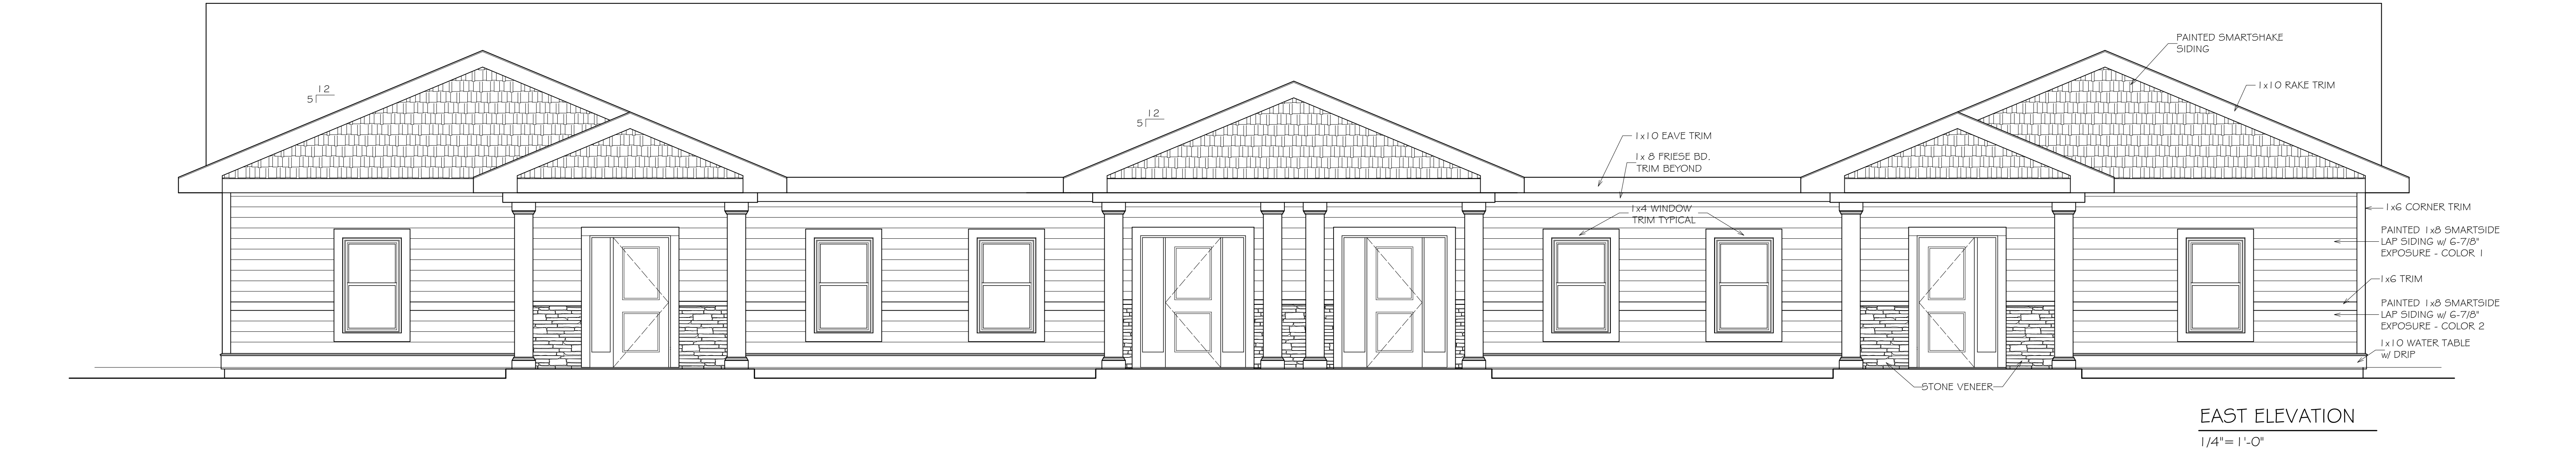 PAINTED SMARTSHAKE
SIDING
12
5
1x10 RAKE TRIM
12
5
1x10 EAVE TRIM
1x 8 FRIESE BD.
TRIM BEYOND
1x4 WINDOW
TRIM TYPICAL
1x6 CORNER TRIM
PAINTED 1x8 SMARTSIDE
LAP SIDING w/ 6-7/8"
EXPOSURE - COLOR 1
1x6 TRIM
PAINTED 1x8 SMARTSIDE
LAP SIDING w/ 6-7/8"
EXPOSURE - COLOR 2
1x10 WATER TABLE
w/ DRIP
STONE VENEER
EAST ELEVATION
1/4"= 1'-0"